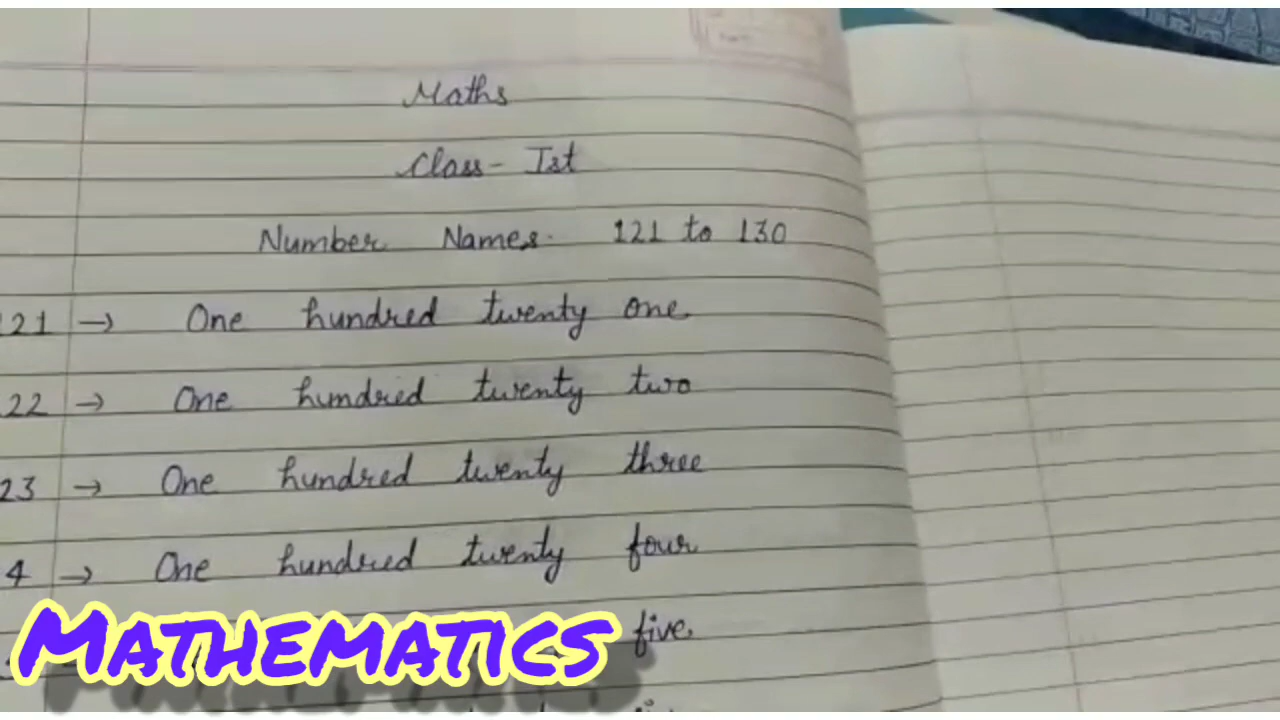 Maths
Class - Ist
Number Names - 121 to 130
121 → One hundred twenty one
22 → One hundred twenty two
23 → One hundred twenty three
4 → One hundred twenty four
five
MATHEMATICS